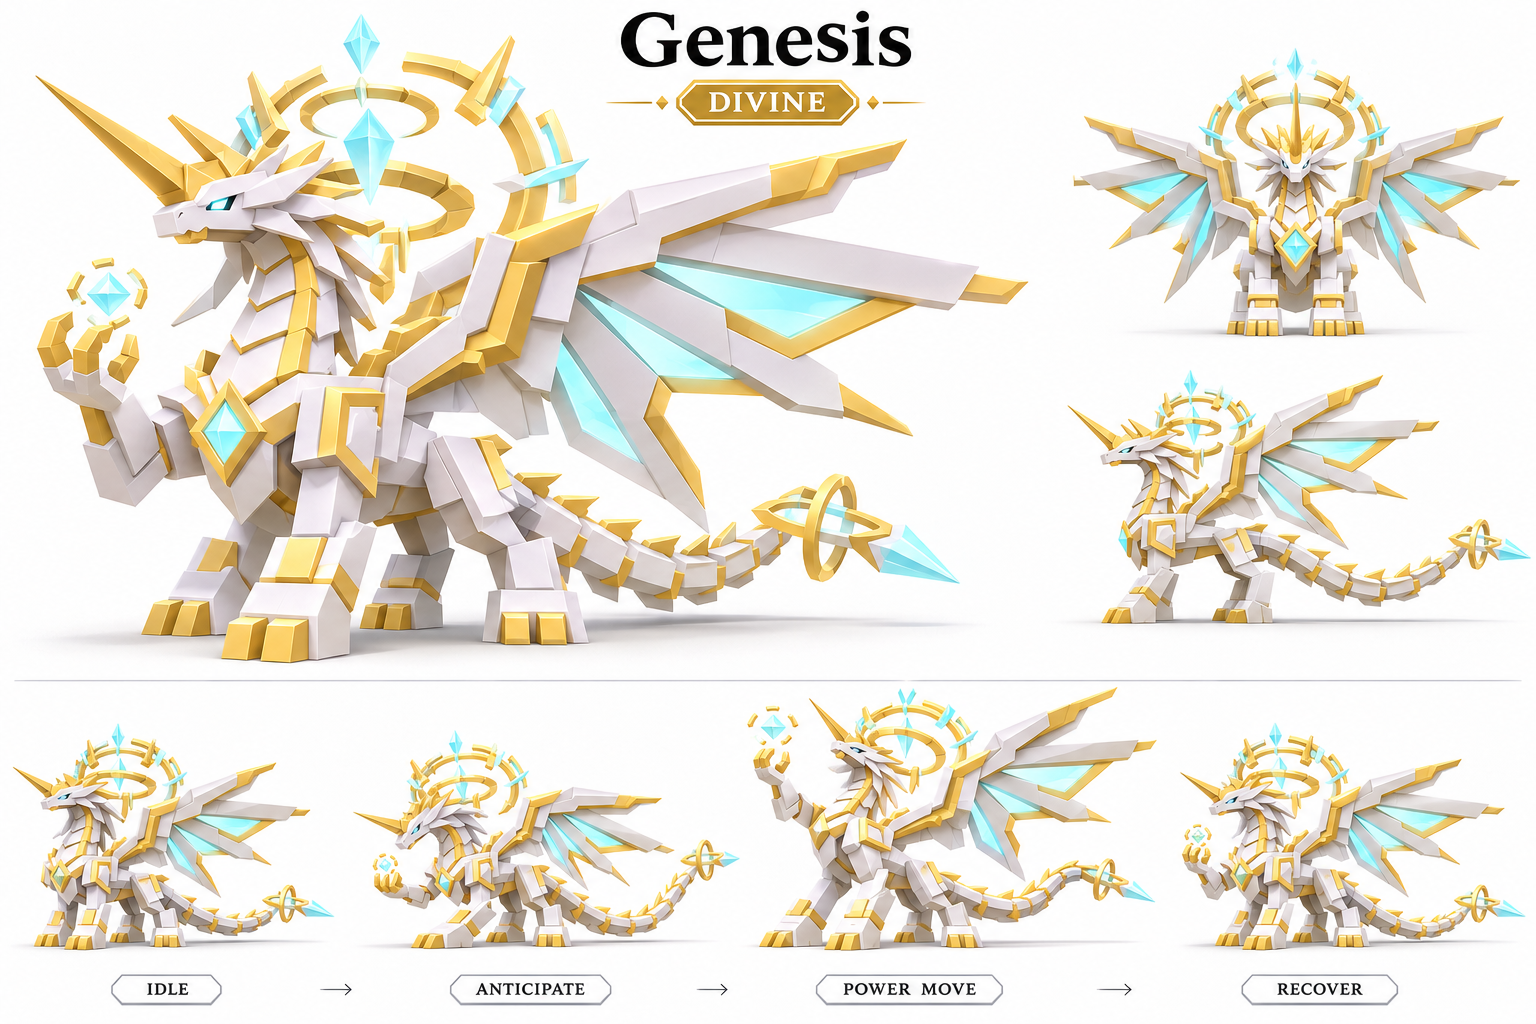 Genesis
DIVINE
IDLE
ANTICIPATE
POWER MOVE
RECOVER